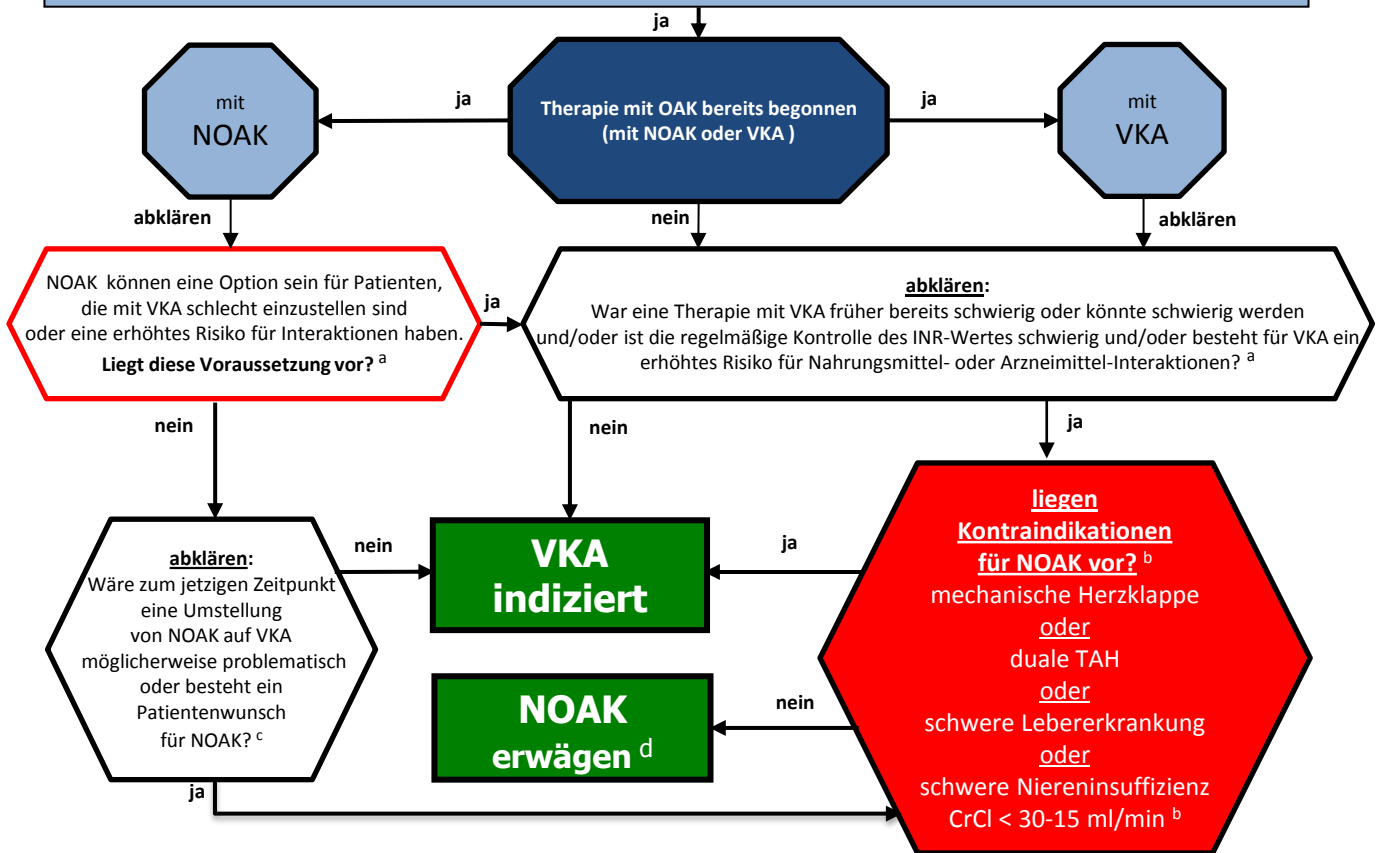 ja
mit
NOAK
ja
Therapie mit OAK bereits begonnen
(mit NOAK oder VKA )
ja
mit
VKA
abklären
nein
abklären
NOAK können eine Option sein für Patienten,
die mit VKA schlecht einzustellen sind
oder eine erhöhtes Risiko für Interaktionen haben.
Liegt diese Voraussetzung vor? a
ja
abklären:
War eine Therapie mit VKA früher bereits schwierig oder könnte schwierig werden
und/oder ist die regelmäßige Kontrolle des INR-Wertes schwierig und/oder besteht für VKA ein
erhöhtes Risiko für Nahrungsmittel- oder Arzneimittel-Interaktionen? a
nein
nein
ja
abklären:
Wäre zum jetzigen Zeitpunkt
eine Umstellung
von NOAK auf VKA
möglicherweise problematisch
oder besteht ein
Patientenwunsch
für NOAK? c
nein
VKA
indiziert
ja
liegen
Kontraindikationen
für NOAK vor? b
mechanische Herzklappe
oder
duale TAH
oder
schwere Lebererkrankung
oder
schwere Niereninsuffizienz
CrCl < 30-15 ml/min b
NOAK
erwägen d
nein
ja